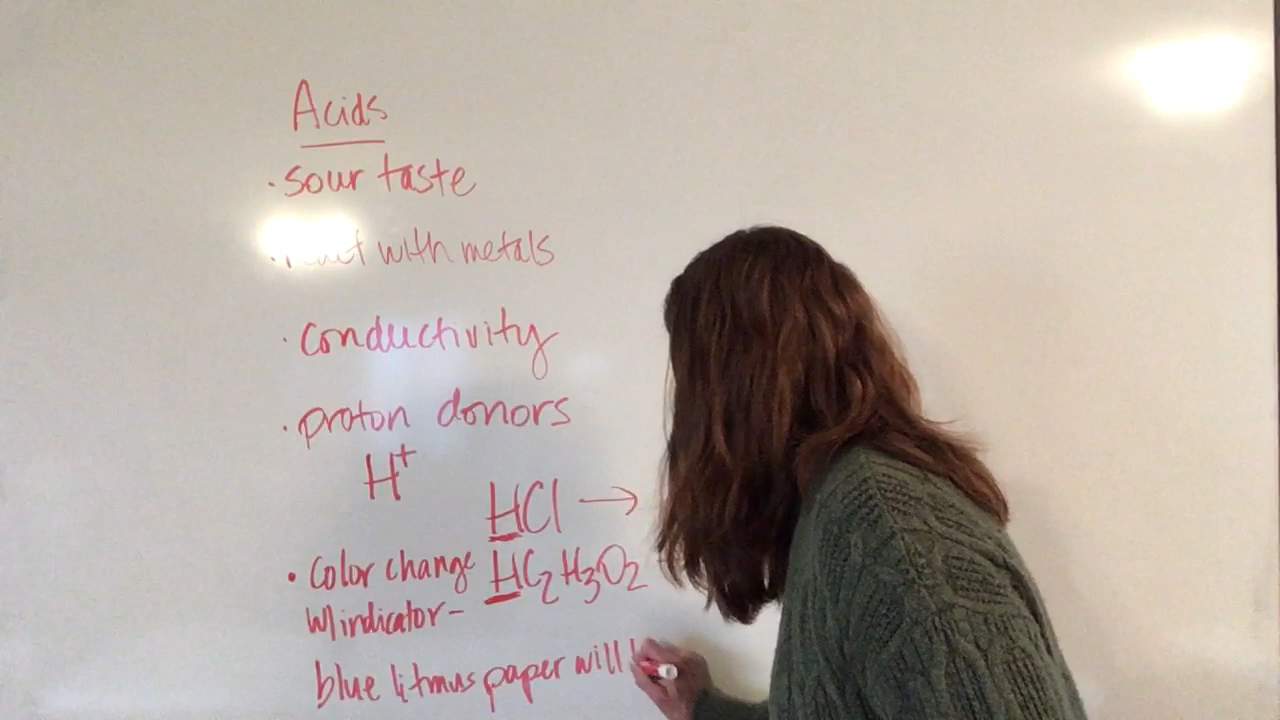 Acids
· sour taste
· with metals
· conductivity
· proton donors
H⁺
HCl →
· Color change HC₂H₃O₂
w/indicator-
blue litmus paper will